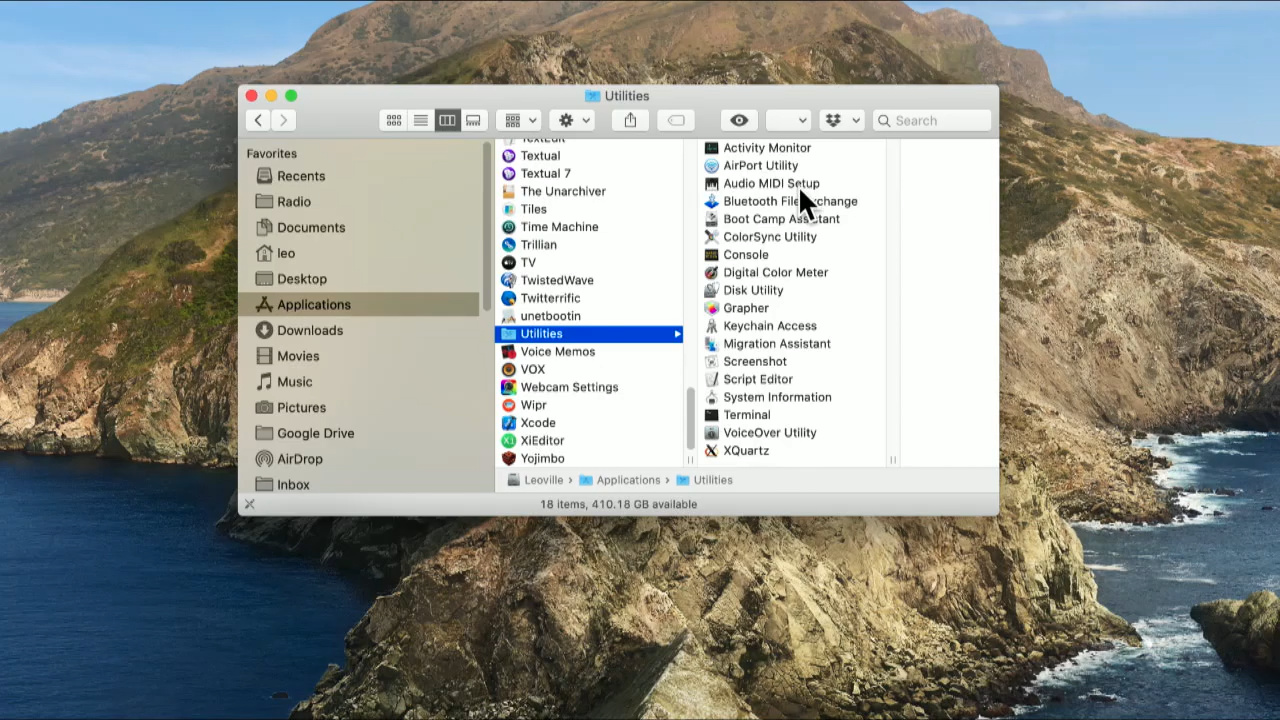 Utilities
Search
Favorites
Recents
Radio
Documents
leo
Desktop
Applications
Downloads
Movies
Music
Pictures
Google Drive
AirDrop
Inbox
TextEdit
Textual
Textual 7
The Unarchiver
Tiles
Time Machine
Trillian
TV
TwistedWave
Twitterrific
unetbootin
Utilities
Voice Memos
VOX
Webcam Settings
Wipr
Xcode
XiEditor
Yojimbo
Activity Monitor
AirPort Utility
Audio MIDI Setup
Bluetooth File Exchange
Boot Camp Assistant
ColorSync Utility
Console
Digital Color Meter
Disk Utility
Grapher
Keychain Access
Migration Assistant
Screenshot
Script Editor
System Information
Terminal
VoiceOver Utility
XQuartz
Leoville › Applications › Utilities
18 items, 410.18 GB available